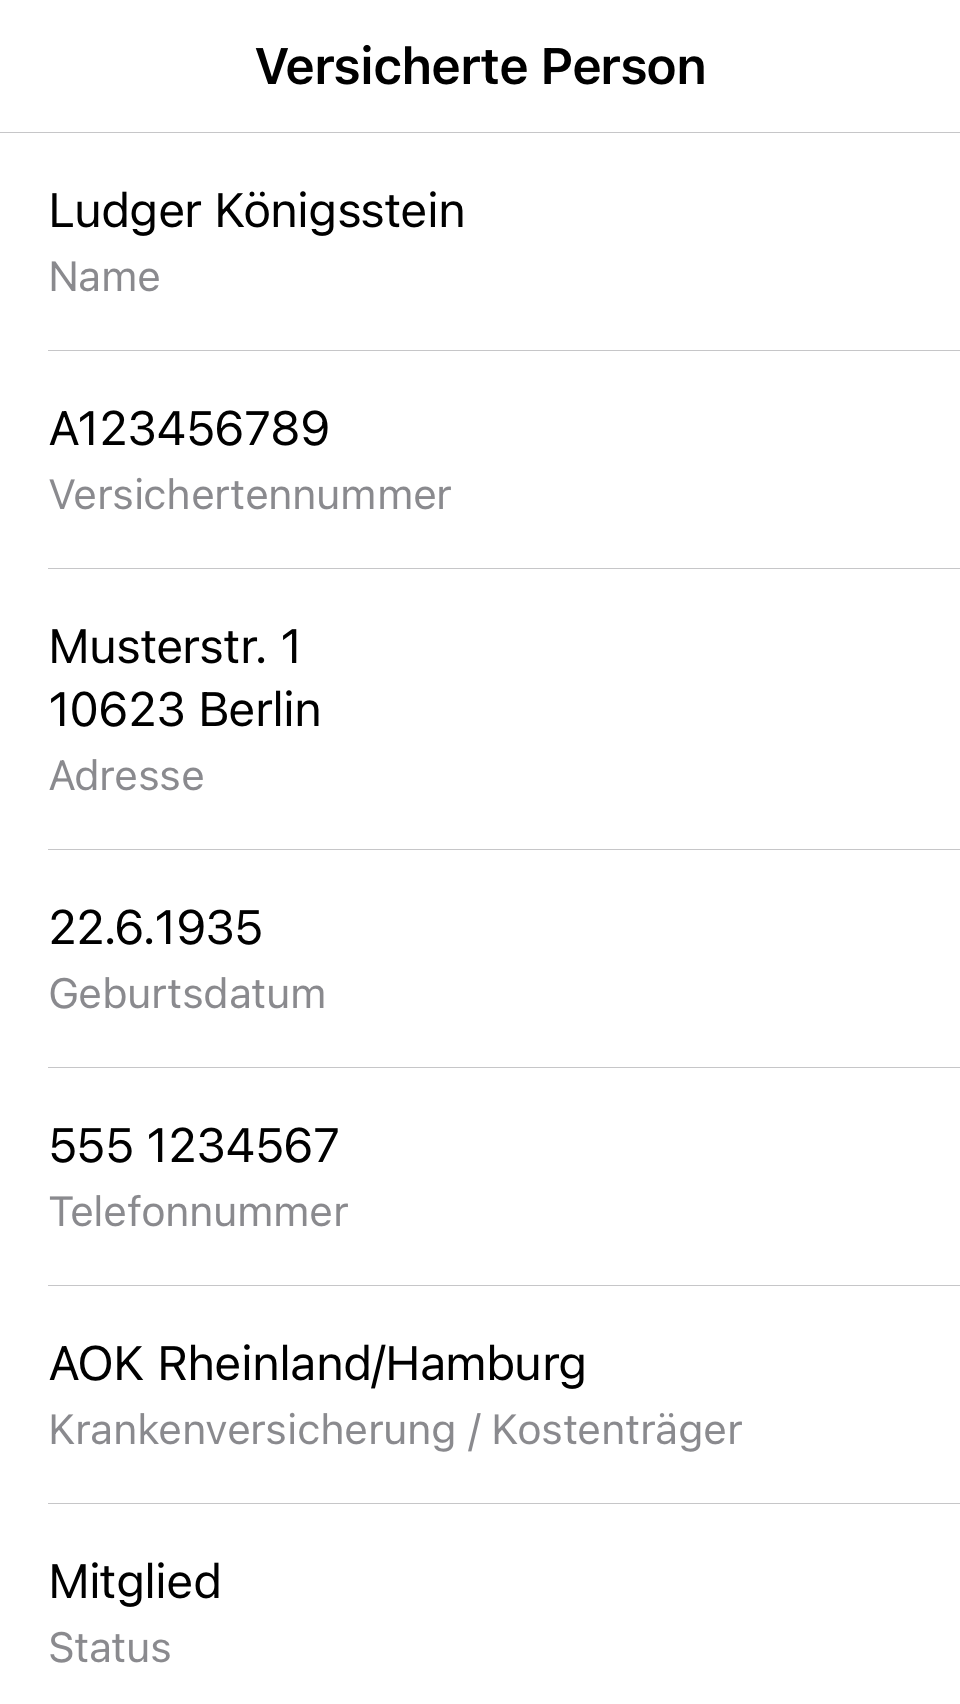 Versicherte Person
Ludger Königsstein
Name
A123456789
Versichertennummer
Musterstr. 1
10623 Berlin
Adresse
22.6.1935
Geburtsdatum
555 1234567
Telefonnummer
AOK Rheinland/Hamburg
Krankenversicherung / Kostenträger
Mitglied
Status